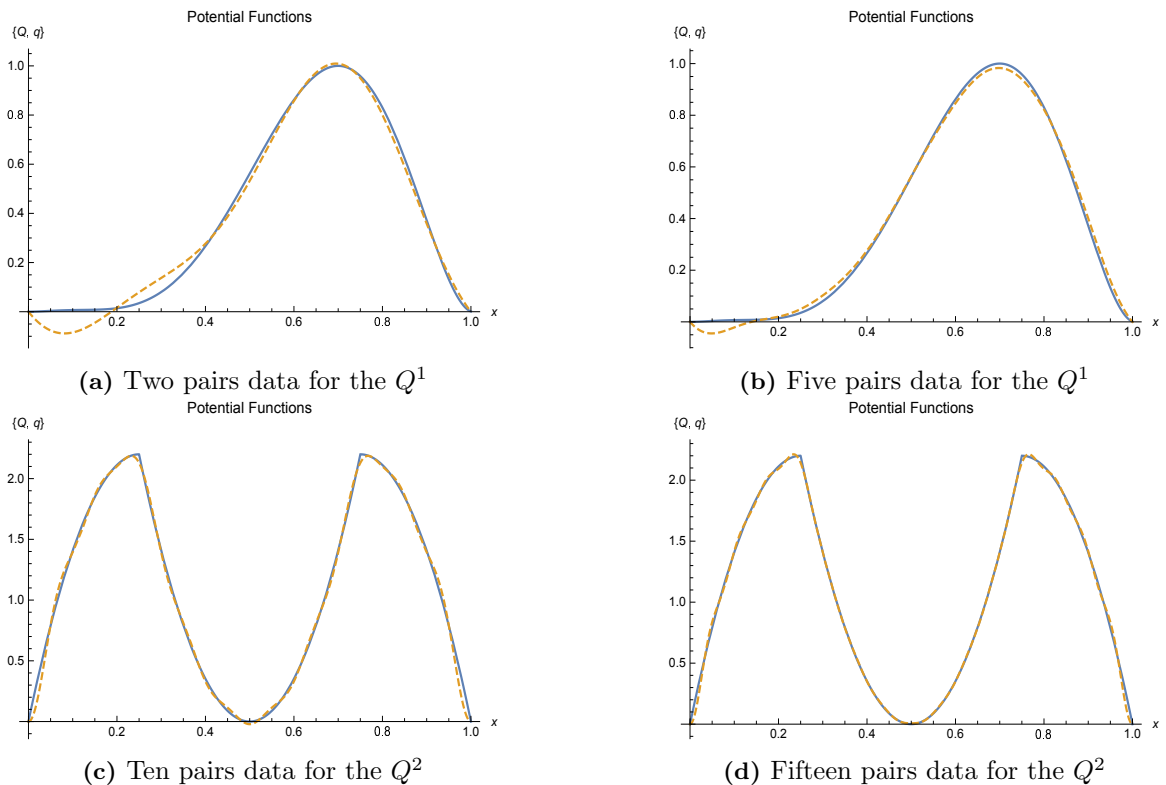 Potential Functions
{Q, q}
1.0
0.8
0.6
0.4
0.2
0.2 0.4 0.6 0.8 1.0 x
(a) Two pairs data for the Q^1
Potential Functions
{Q, q}
1.0
0.8
0.6
0.4
0.2
0.2 0.4 0.6 0.8 1.0 x
(b) Five pairs data for the Q^1
Potential Functions
{Q, q}
2.0
1.5
1.0
0.5
0.2 0.4 0.6 0.8 1.0 x
(c) Ten pairs data for the Q^2
Potential Functions
{Q, q}
2.0
1.5
1.0
0.5
0.2 0.4 0.6 0.8 1.0 x
(d) Fifteen pairs data for the Q^2